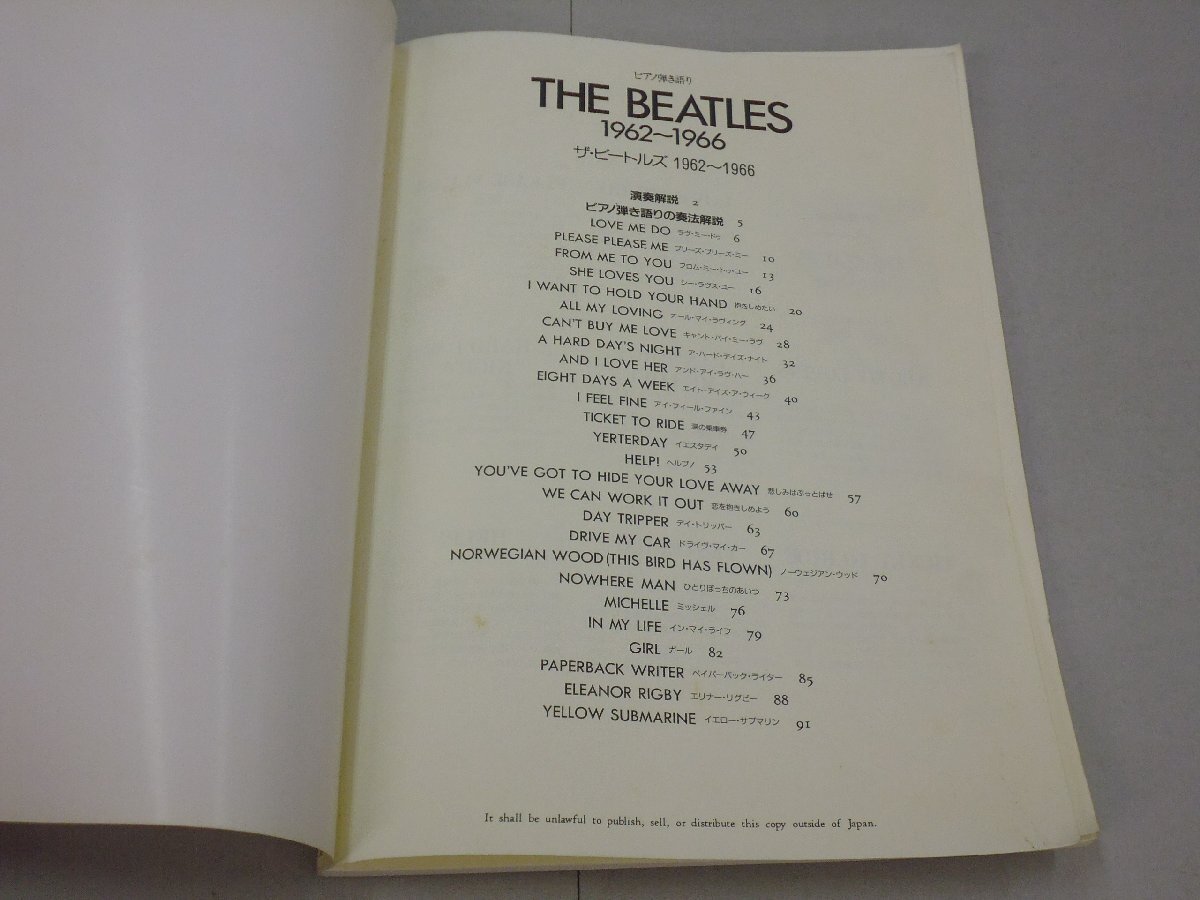 ピアノ弾き語り
THE BEATLES
1962〜1966
ザ・ビートルズ 1962〜1966
演奏解説 2
ピアノ弾き語りの奏法解説 5
LOVE ME DO ラヴ・ミー・ドゥ 6
PLEASE PLEASE ME プリーズ・プリーズ・ミー 10
FROM ME TO YOU フロム・ミー・トゥ・ユー 13
SHE LOVES YOU シー・ラヴズ・ユー 16
I WANT TO HOLD YOUR HAND 抱きしめたい 20
ALL MY LOVING オール・マイ・ラヴィング 24
CAN'T BUY ME LOVE キャント・バイ・ミー・ラヴ 28
A HARD DAY'S NIGHT ア・ハード・デイズ・ナイト 32
AND I LOVE HER アンド・アイ・ラヴ・ハー 36
EIGHT DAYS A WEEK エイト・デイズ・ア・ウィーク 40
I FEEL FINE アイ・フィール・ファイン 43
TICKET TO RIDE 涙の乗車券 47
YERTERDAY イエスタデイ 50
HELP! ヘルプ! 53
YOU'VE GOT TO HIDE YOUR LOVE AWAY 悲しみはぶっとばせ 57
WE CAN WORK IT OUT 恋を抱きしめよう 60
DAY TRIPPER デイ・トリッパー 63
DRIVE MY CAR ドライヴ・マイ・カー 67
NORWEGIAN WOOD (THIS BIRD HAS FLOWN) ノーウェジアン・ウッド 70
NOWHERE MAN ひとりぼっちのあいつ 73
MICHELLE ミッシェル 76
IN MY LIFE イン・マイ・ライフ 79
GIRL ガール 82
PAPERBACK WRITER ペイパーバック・ライター 85
ELEANOR RIGBY エリナー・リグビー 88
YELLOW SUBMARINE イエロー・サブマリン 91
It shall be unlawful to publish, sell, or distribute this copy outside of Japan.